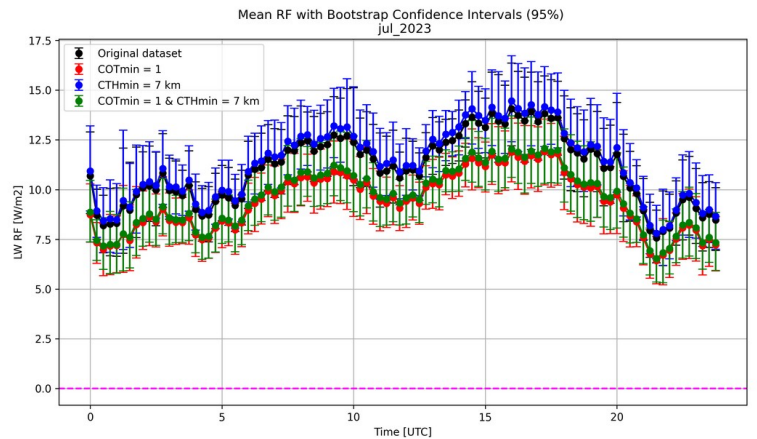 Mean RF with Bootstrap Confidence Intervals (95%)
jul_2023
17.5
15.0
12.5
10.0
7.5
5.0
2.5
0.0
LW RF [W/m2]
Original dataset
COTmin = 1
CTHmin = 7 km
COTmin = 1 & CTHmin = 7 km
0
5
10
15
20
Time [UTC]